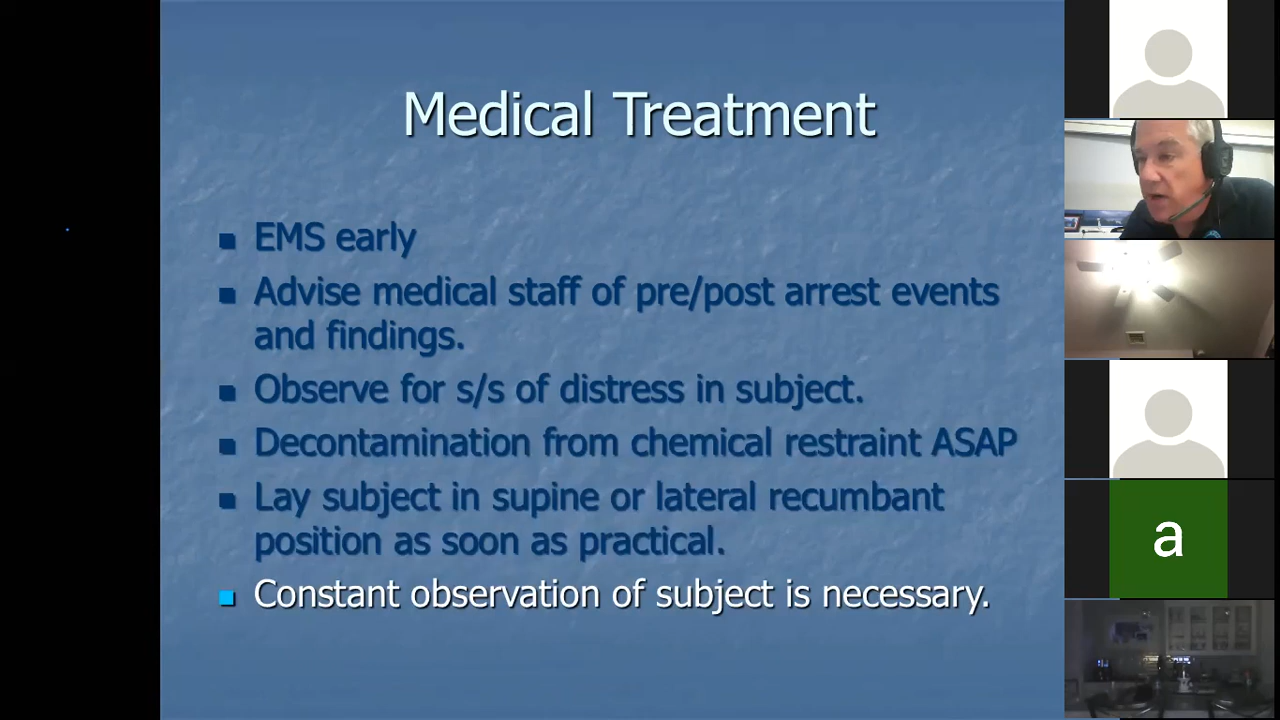 Medical Treatment
EMS early
Advise medical staff of pre/post arrest events
and findings.
Observe for s/s of distress in subject.
Decontamination from chemical restraint ASAP
Lay subject in supine or lateral recumbant
position as soon as practical.
Constant observation of subject is necessary.
a